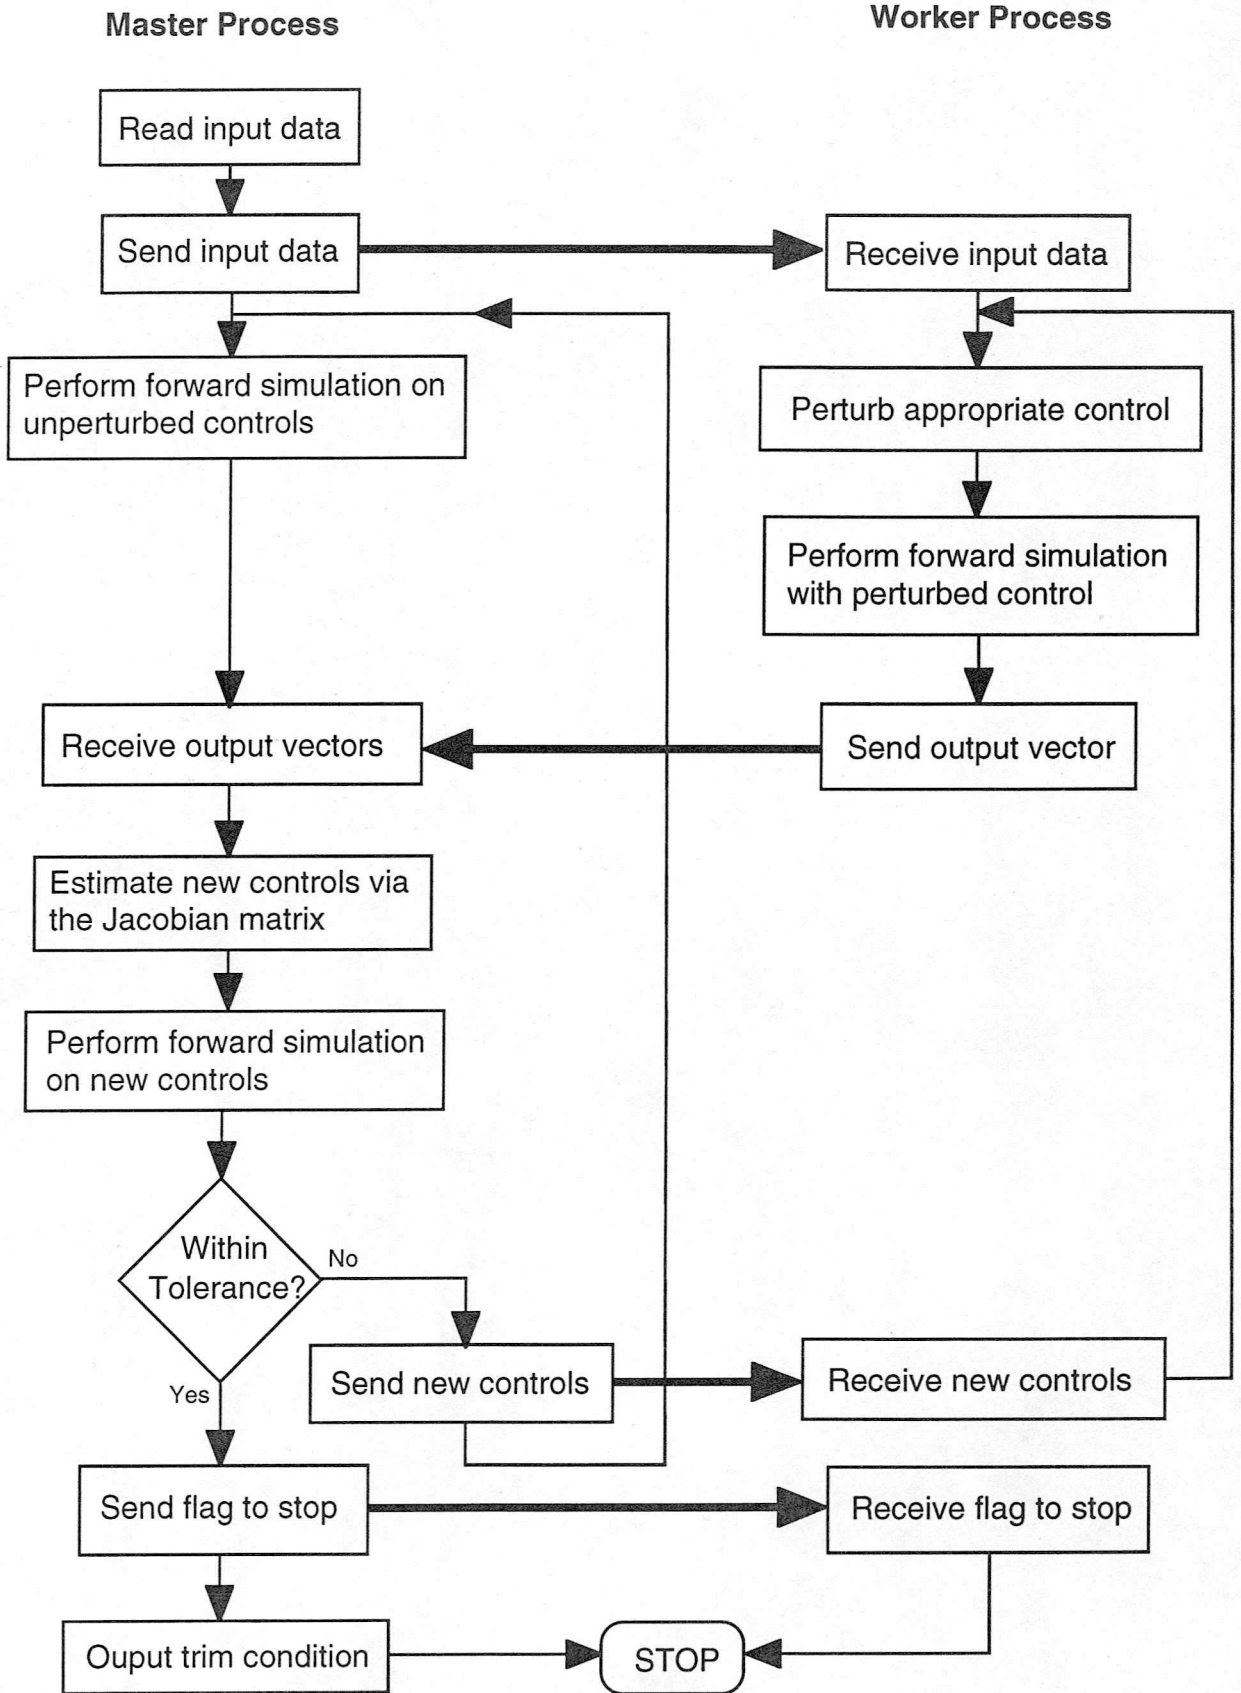 Master Process
Worker Process
Read input data
Send input data
Receive input data
Perform forward simulation on
unperturbed controls
Perturb appropriate control
Perform forward simulation
with perturbed control
Receive output vectors
Send output vector
Estimate new controls via
the Jacobian matrix
Perform forward simulation
on new controls
Within
Tolerance?
No
Yes
Send new controls
Receive new controls
Send flag to stop
Receive flag to stop
Ouput trim condition
STOP